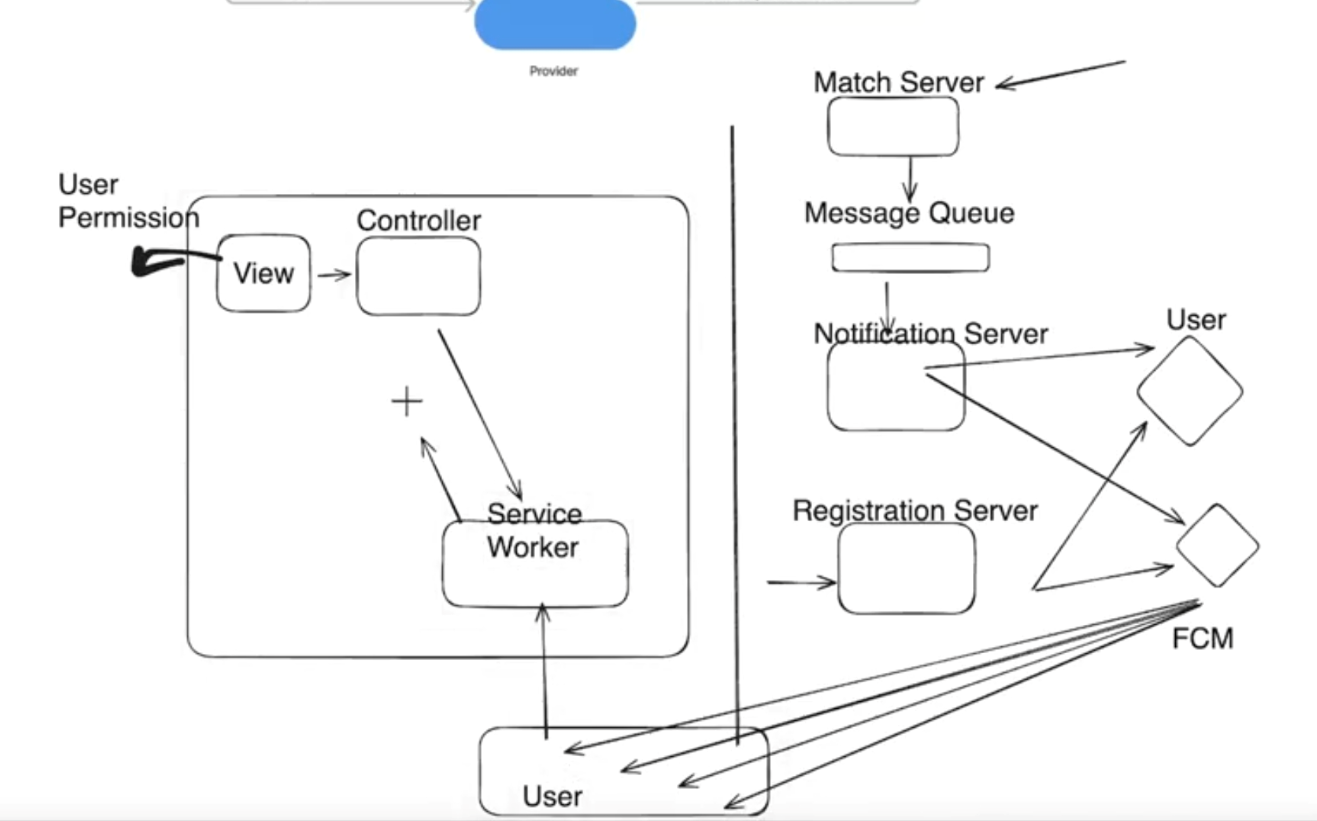 Provider
Match Server
User
Permission
Controller
View
Message Queue
Notification Server
User
Service
Worker
Registration Server
FCM
User